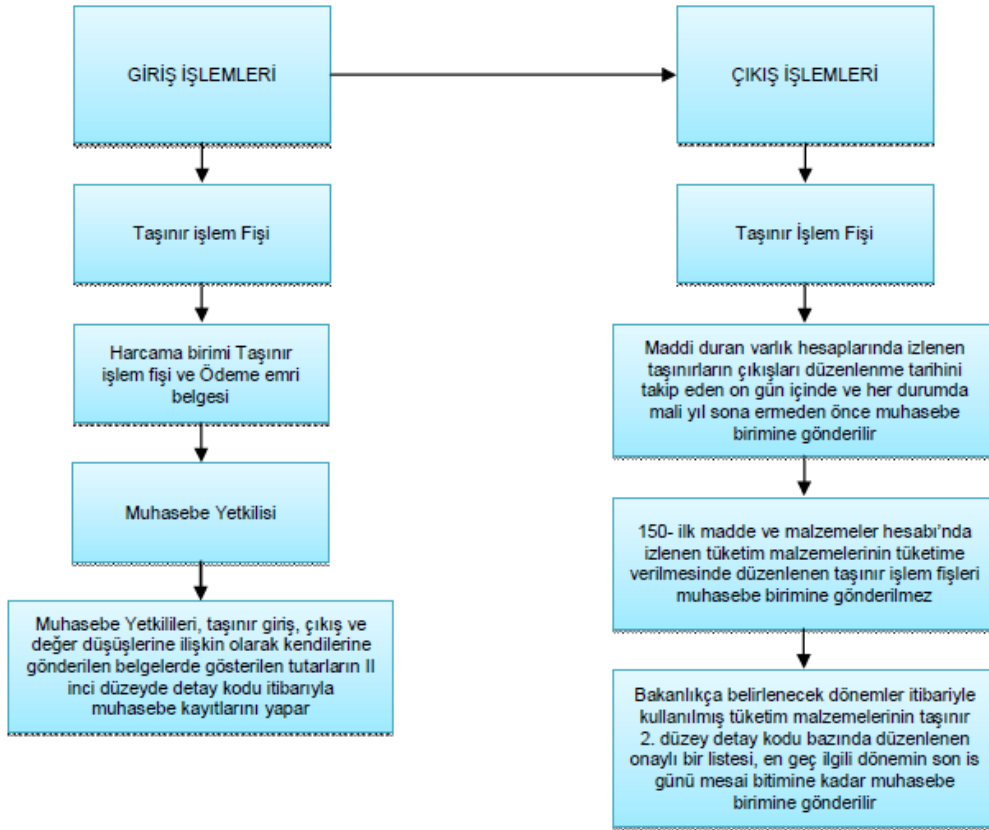 GİRİŞ İŞLEMLERİ
Taşınır işlem Fişi
Harcama birimi Taşınır
işlem fişi ve Ödeme emri
belgesi
Muhasebe Yetkilisi
Muhasebe Yetkilileri, taşınır giriş, çıkış ve
değer düşüşlerine ilişkin olarak kendilerine
gönderilen belgelerde gösterilen tutarların II
inci düzeyde detay kodu itibarıyla
muhasebe kayıtlarını yapar
ÇIKIŞ İŞLEMLERİ
Taşınır İşlem Fişi
Maddi duran varlık hesaplarında izlenen
taşınırların çıkışları düzenlenme tarihini
takip eden on gün içinde ve her durumda
mali yıl sona ermeden önce muhasebe
birimine gönderilir
150- ilk madde ve malzemeler hesabı’nda
izlenen tüketim malzemelerinin tüketime
verilmesinde düzenlenen taşınır işlem fişleri
muhasebe birimine gönderilmez
Bakanlıkça belirlenecek dönemler itibariyle
kullanılmış tüketim malzemelerinin taşınır
2. düzey detay kodu bazında düzenlenen
onaylı bir listesi, en geç ilgili dönemin son is
günü mesai bitimine kadar muhasebe
birimine gönderilir